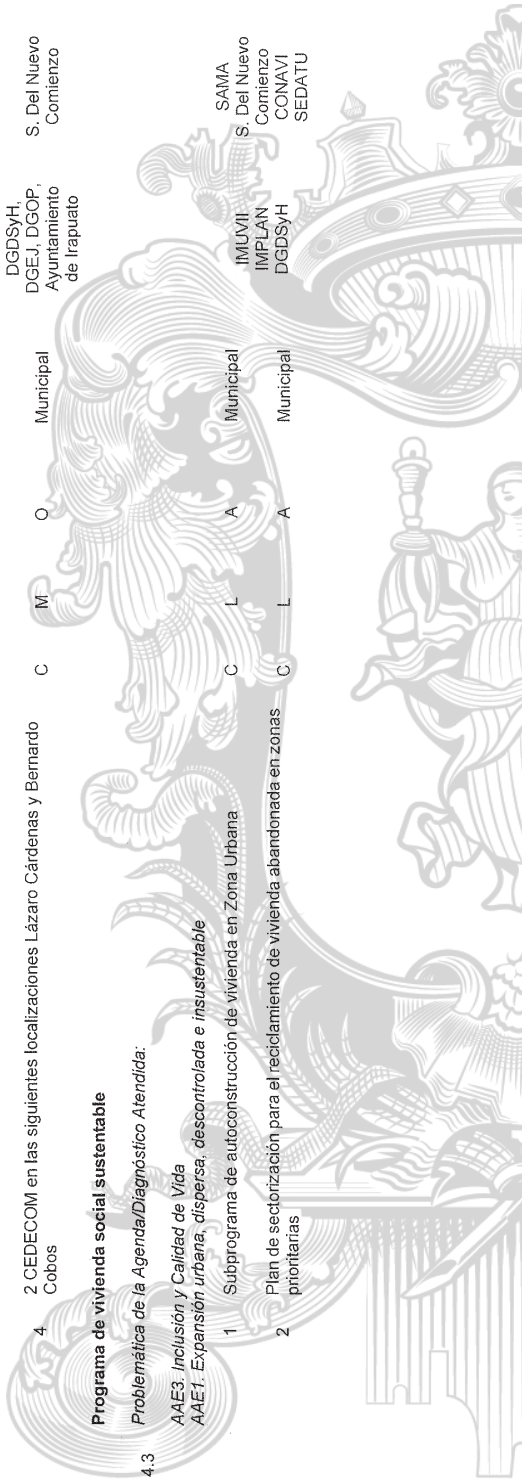 4 2 CEDECOM en las siguientes localizaciones Lázaro Cárdenas y Bernardo Cobos C M O Municipal DGDSyH, DGEJ, DGOP, Ayuntamiento de Irapuato S. Del Nuevo Comienzo
4.3
Programa de vivienda social sustentable
Problemática de la Agenda/Diagnóstico Atendida:
AAE3. Inclusión y Calidad de Vida
AAE1. Expansión urbana, dispersa, descontrolada e insustentable
1 Subprograma de autoconstrucción de vivienda en Zona Urbana C L A Municipal
2 Plan de sectorización para el reciclamiento de vivienda abandonada en zonas prioritarias C L A Municipal
IMUVII
IMPLAN
DGDSyH
SAMA
S. Del Nuevo
Comienzo
CONAVI
SEDATU